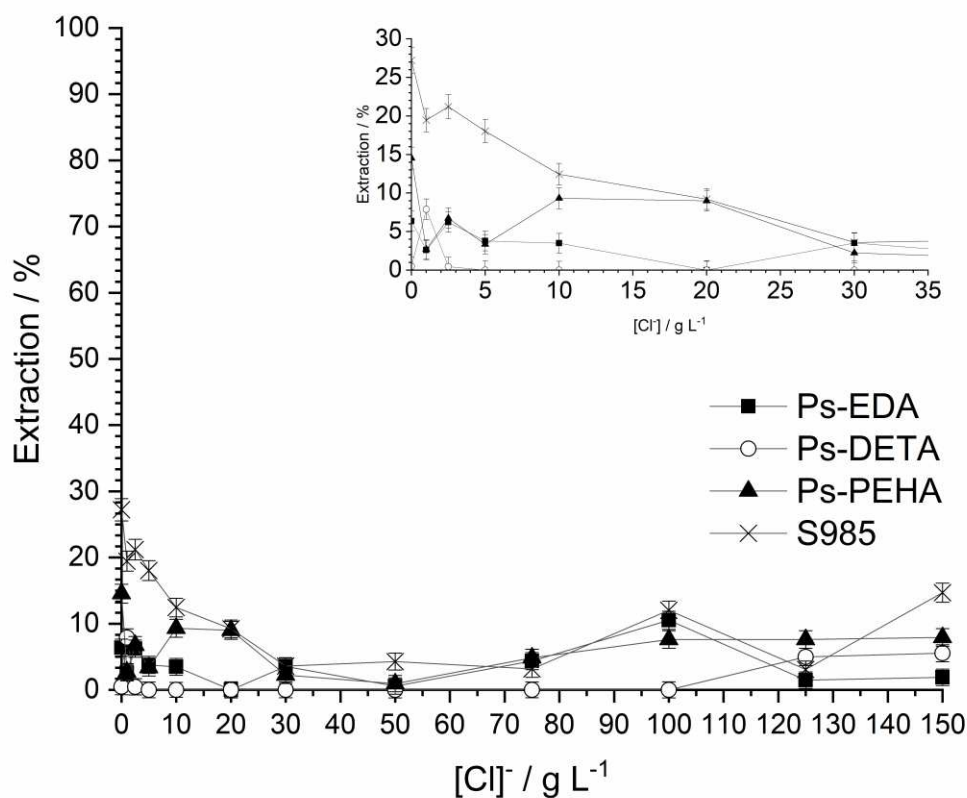 100
90
80
70
60
50
40
30
20
10
0
Extraction / %
30
25
20
15
10
5
0
Extraction / %
0 5 10 15 20 25 30 35
[Cl⁻] / g L⁻¹
Ps-EDA
Ps-DETA
Ps-PEHA
S985
0 10 20 30 40 50 60 70 80 90 100 110 120 130 140 150
[Cl]⁻ / g L⁻¹